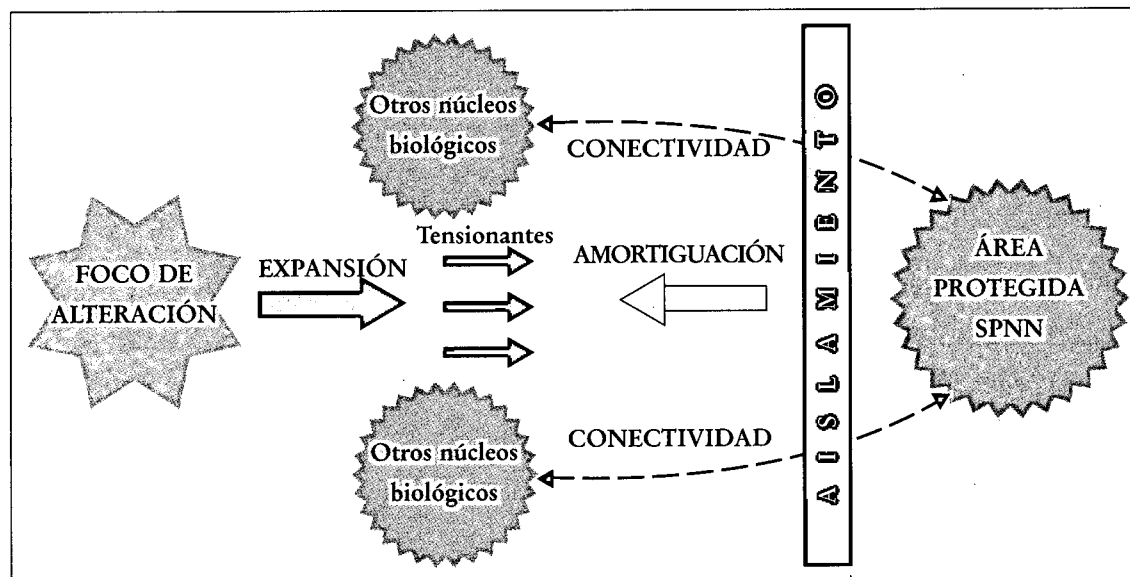 Otros núcleos
biológicos
CONECTIVIDAD
Tensionantes
FOCO DE
ALTERACIÓN
EXPANSIÓN
AMORTIGUACIÓN
AISLAMIENTO
ÁREA
PROTEGIDA
SPNN
CONECTIVIDAD
Otros núcleos
biológicos